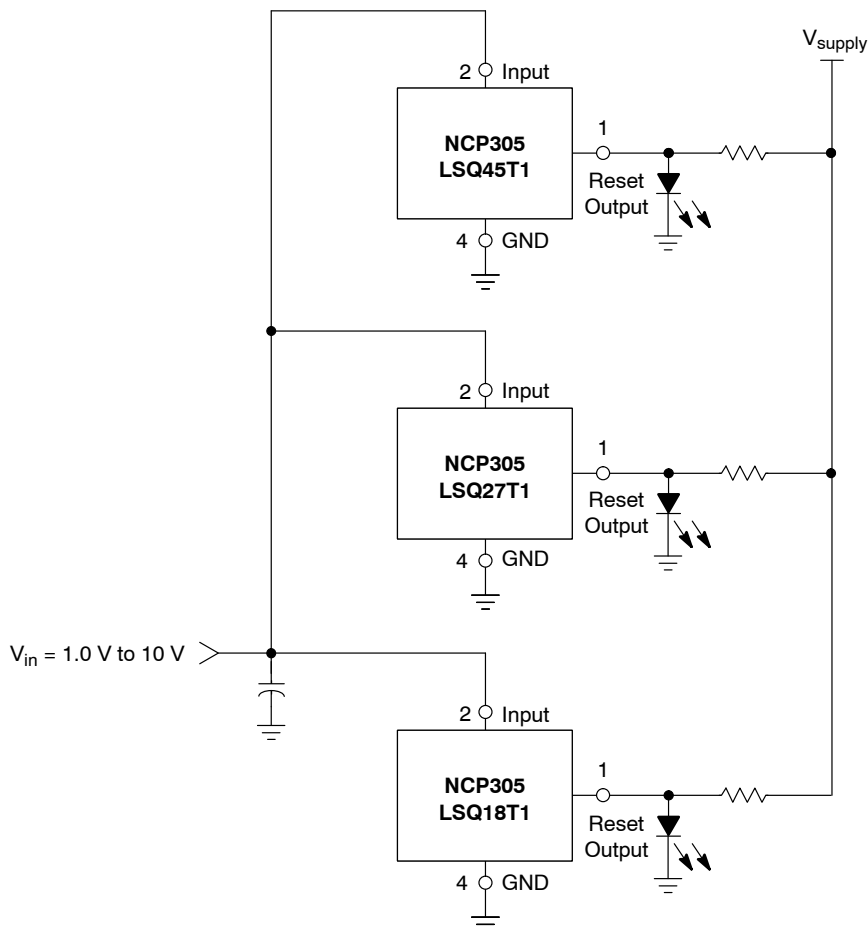 V_supply
2 Input
NCP305
LSQ45T1
1
Reset
Output
4 GND
2 Input
NCP305
LSQ27T1
1
Reset
Output
4 GND
V_in = 1.0 V to 10 V
2 Input
NCP305
LSQ18T1
1
Reset
Output
4 GND